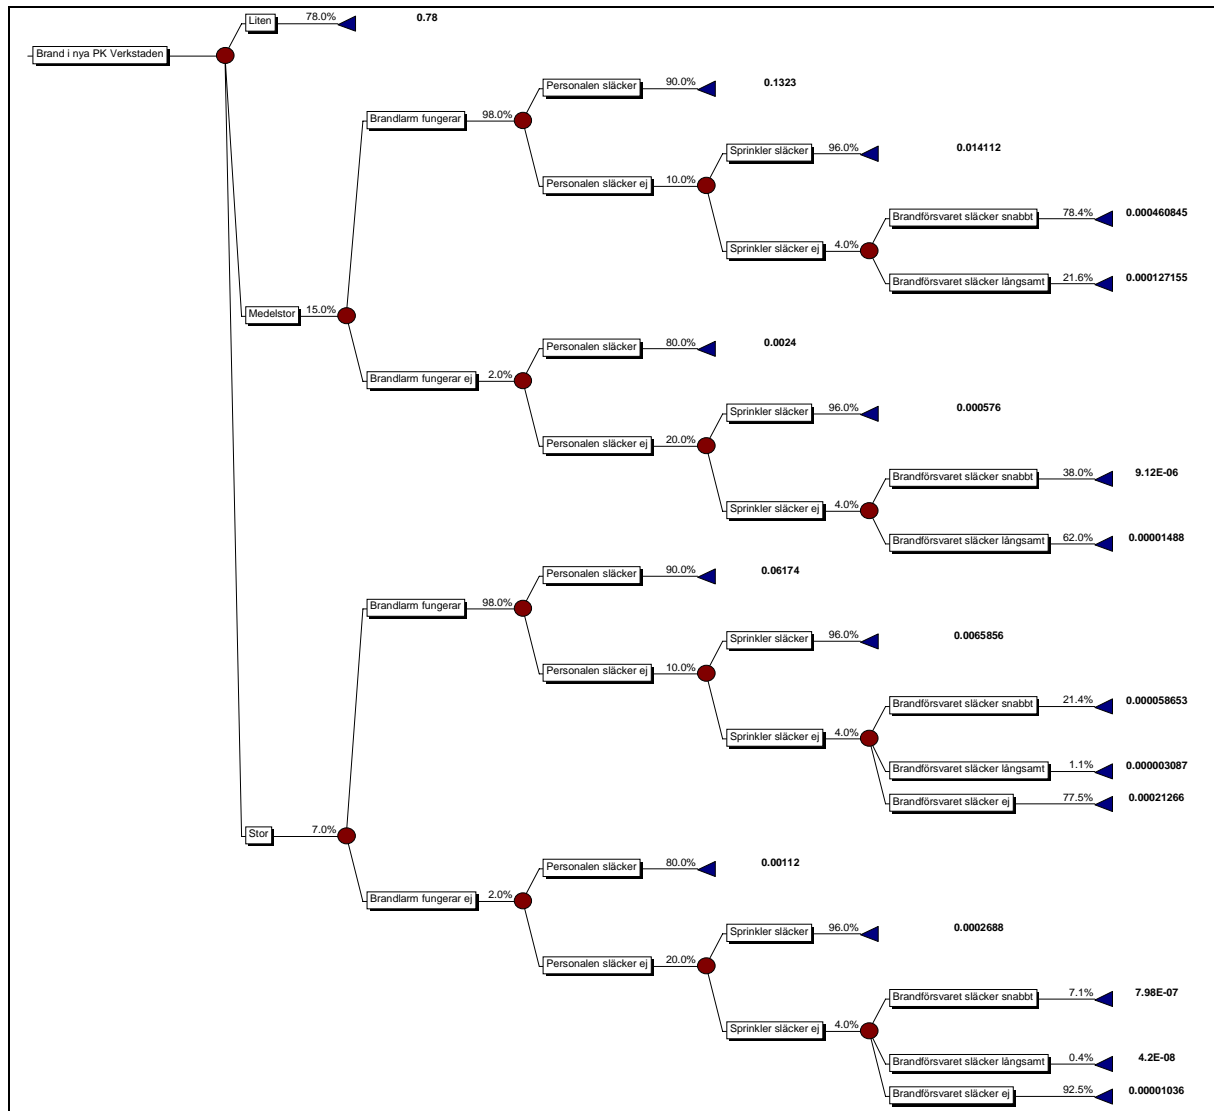 Liten 78.0% 0.78
Brand i nya PK Verkstaden
Personalen släcker 90.0% 0.1323
Brandlarm fungerar 98.0%
Sprinkler släcker 96.0% 0.014112
Personalen släcker ej 10.0%
Brandförsvaret släcker snabbt 78.4% 0.000460845
Sprinkler släcker ej 4.0%
Brandförsvaret släcker långsamt 21.6% 0.000127155
Medelstor 15.0%
Personalen släcker 80.0% 0.0024
Brandlarm fungerar ej 2.0%
Sprinkler släcker 96.0% 0.000576
Personalen släcker ej 20.0%
Brandförsvaret släcker snabbt 38.0% 9.12E-06
Sprinkler släcker ej 4.0%
Brandförsvaret släcker långsamt 62.0% 0.00001488
Personalen släcker 90.0% 0.06174
Brandlarm fungerar 98.0%
Sprinkler släcker 96.0% 0.0065856
Personalen släcker ej 10.0%
Brandförsvaret släcker snabbt 21.4% 0.000058653
Sprinkler släcker ej 4.0%
Brandförsvaret släcker långsamt 1.1% 0.000003087
Brandförsvaret släcker ej 77.5% 0.00021266
Stor 7.0%
Personalen släcker 80.0% 0.00112
Brandlarm fungerar ej 2.0%
Sprinkler släcker 96.0% 0.0002688
Personalen släcker ej 20.0%
Brandförsvaret släcker snabbt 7.1% 7.98E-07
Sprinkler släcker ej 4.0%
Brandförsvaret släcker långsamt 0.4% 4.2E-08
Brandförsvaret släcker ej 92.5% 0.00001036